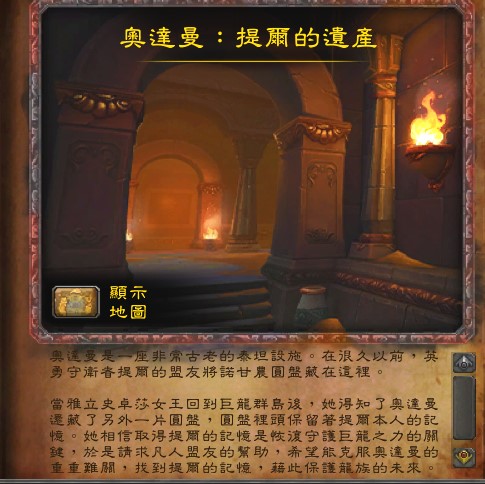 奧達曼：提爾的遺產
顯示
地圖
奧達曼是一座非常古老的泰坦設施。在很久以前，英
勇守衛者提爾的盟友將諾甘農圓盤藏在這裡。
當雅立史卓莎女王回到巨龍群島後，她得知了奧達曼
還藏了另外一片圓盤，圓盤裡頭保留著提爾本人的記
憶。她相信取得提爾的記憶是恢復守護巨龍之力的關
鍵，於是請求凡人盟友的幫助，希望能克服奧達曼的
重重難關，找到提爾的記憶，藉此保護龍族的未來。